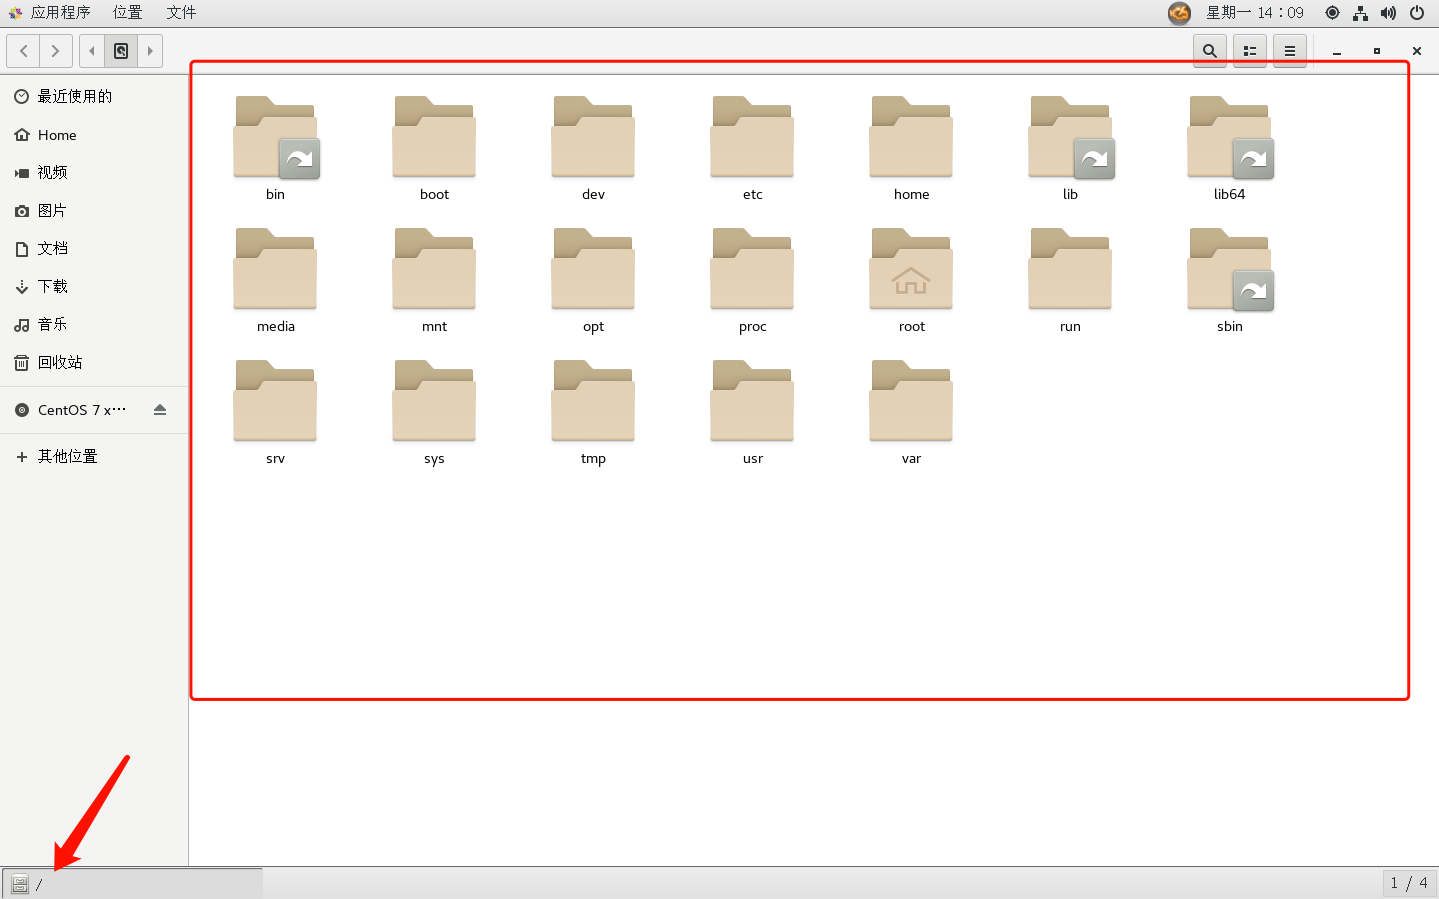 应用程序 位置 文件 星期一 14：09
最近使用的
Home
视频
图片
文档
下载
音乐
回收站
CentOS 7 x…
其他位置
bin boot dev etc home lib lib64
media mnt opt proc root run sbin
srv sys tmp usr var
/ 1 / 4